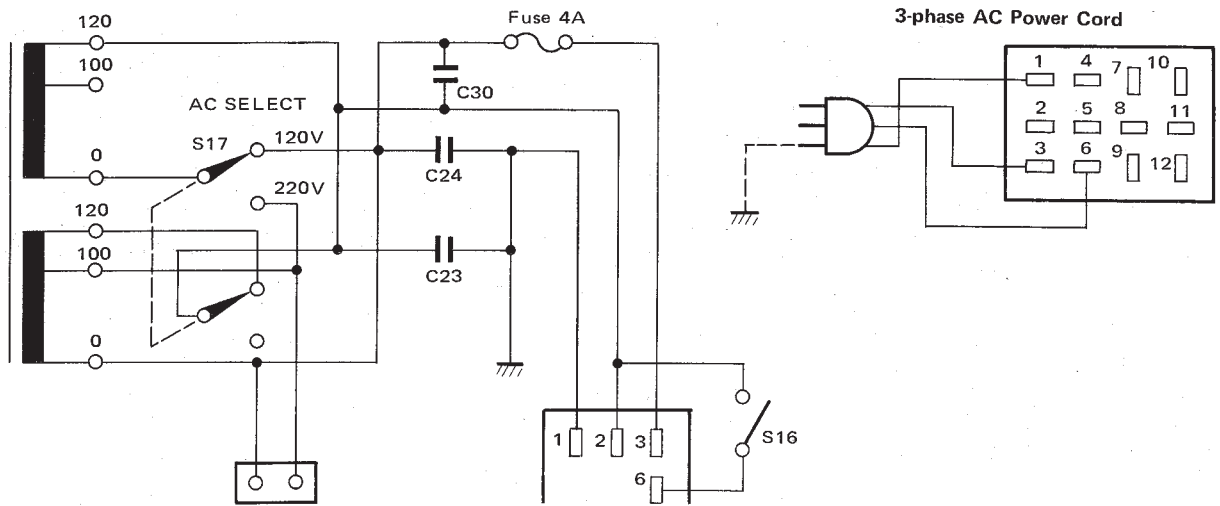 120
100
0
120
100
0
AC SELECT
S17
120V
220V
Fuse 4A
C30
C24
C23
1 2 3
6
S16
3-phase AC Power Cord
1 4 7 10
2 5 8 11
3 6 9 12